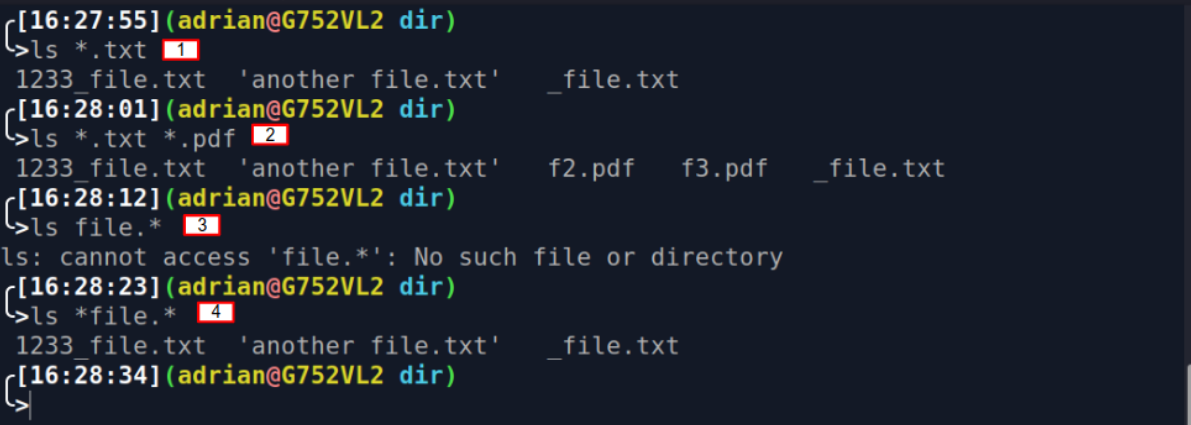 [16:27:55](adrian@G752VL2 dir)
>ls *.txt 1
1233_file.txt 'another file.txt' _file.txt
[16:28:01](adrian@G752VL2 dir)
>ls *.txt *.pdf 2
1233_file.txt 'another file.txt' f2.pdf f3.pdf _file.txt
[16:28:12](adrian@G752VL2 dir)
>ls file.* 3
ls: cannot access 'file.*': No such file or directory
[16:28:23](adrian@G752VL2 dir)
>ls *file.* 4
1233_file.txt 'another file.txt' _file.txt
[16:28:34](adrian@G752VL2 dir)
>